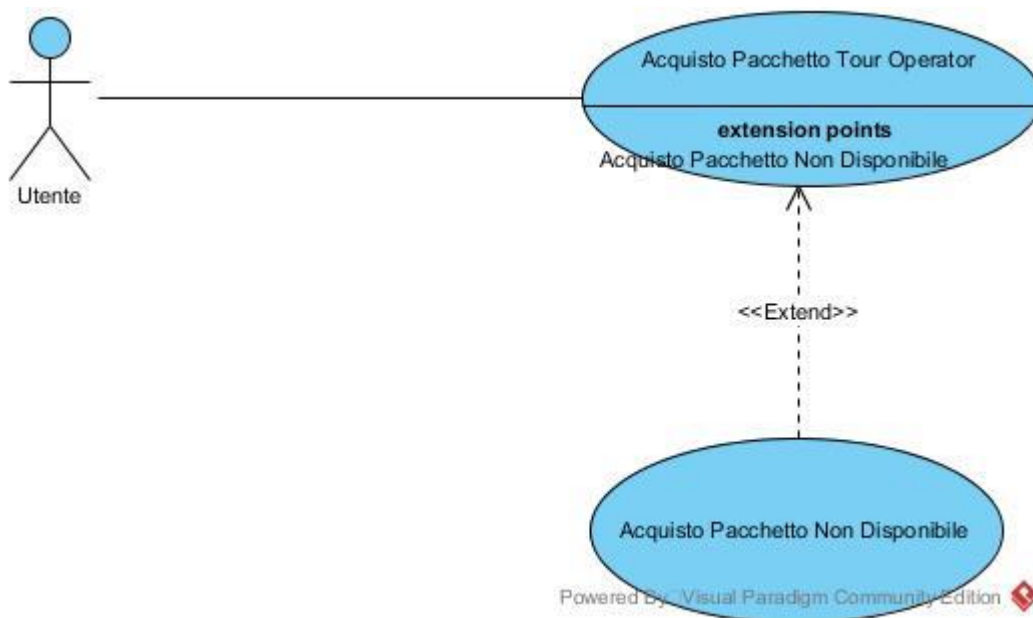 Acquisto Pacchetto Tour Operator
extension points
Acquisto Pacchetto Non Disponibile
Utente
<<Extend>>
Acquisto Pacchetto Non Disponibile
Powered By Visual Paradigm Community Edition